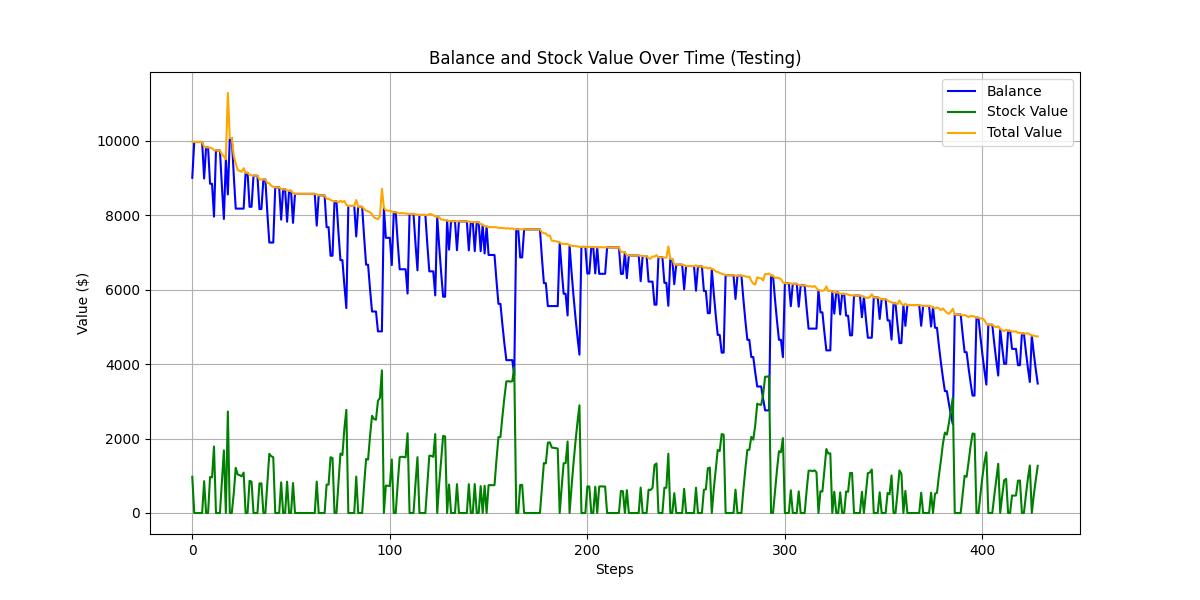 Balance and Stock Value Over Time (Testing)
Balance
Stock Value
Total Value
Value ($)
10000
8000
6000
4000
2000
0
0 100 200 300 400
Steps